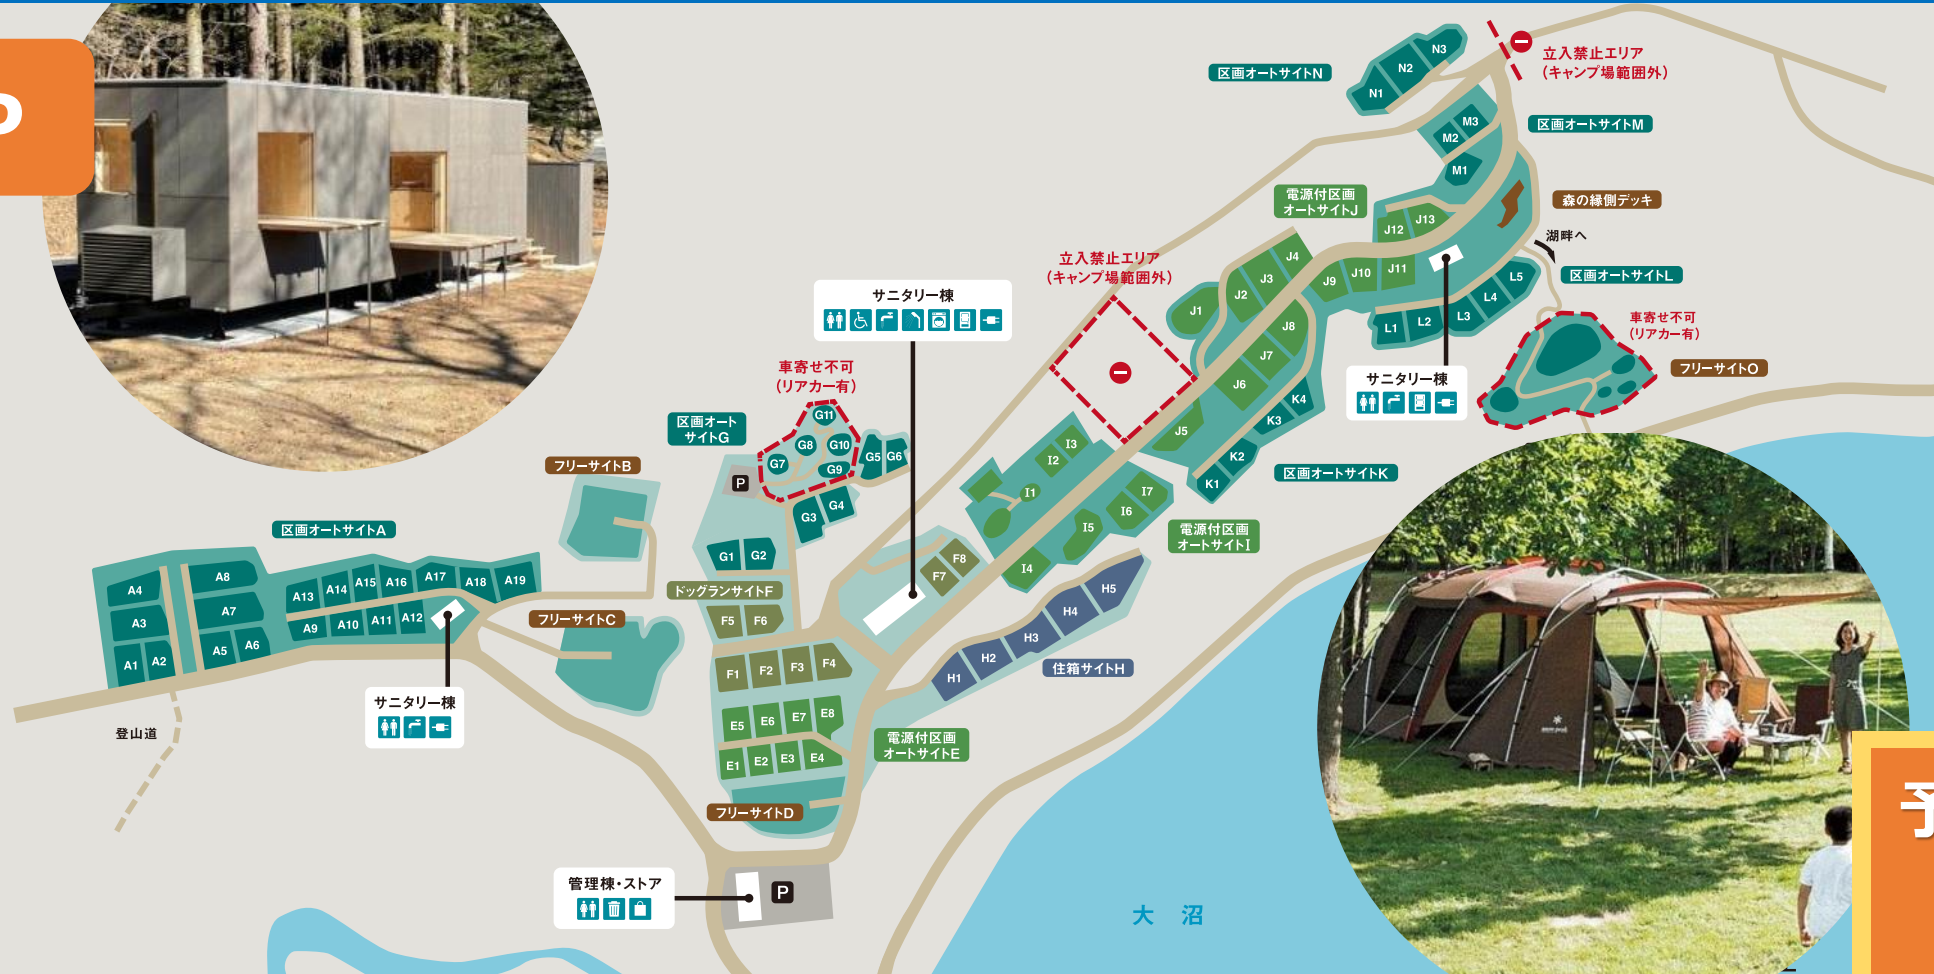 P
区画オートサイトN
N1
N2
N3
立入禁止エリア
(キャンプ場範囲外)
区画オートサイトM
M3
M2
M1
森の縁側デッキ
湖畔へ
区画オートサイトL
L5
L4
L3
L2
L1
車寄せ不可
(リアカー有)
フリーサイトO
サニタリー棟
電源付区画
オートサイトJ
J13
J12
J11
J10
J9
J4
J3
J2
J1
J8
J7
J6
J5
立入禁止エリア
(キャンプ場範囲外)
K4
K3
K2
K1
区画オートサイトK
サニタリー棟
車寄せ不可
(リアカー有)
区画オート
サイトG
G11
G8
G10
G7
G9
G5
G6
P
G3
G4
G1
G2
I3
I2
I1
I7
I6
I5
I4
電源付区画
オートサイトI
フリーサイトB
区画オートサイトA
A4
A3
A1
A2
A8
A7
A5
A6
A13
A14
A15
A16
A17
A18
A19
A9
A10
A11
A12
サニタリー棟
登山道
フリーサイトC
ドッグランサイトF
F5
F6
F8
F7
F1
F2
F3
F4
H5
H4
H3
H2
H1
住箱サイトH
E5
E6
E7
E8
E1
E2
E3
E4
電源付区画
オートサイトE
フリーサイトD
管理棟・ストア
P
大沼
予